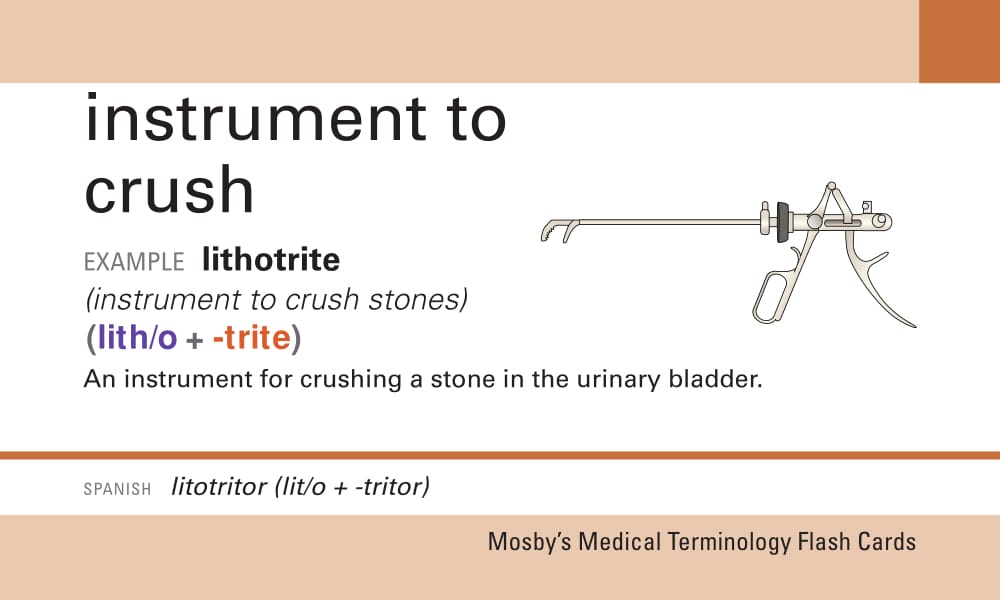 instrument to
crush
EXAMPLE lithotrite
(instrument to crush stones)
(lith/o + -trite)
An instrument for crushing a stone in the urinary bladder.
SPANISH litotritor (lit/o + -tritor)
Mosby’s Medical Terminology Flash Cards